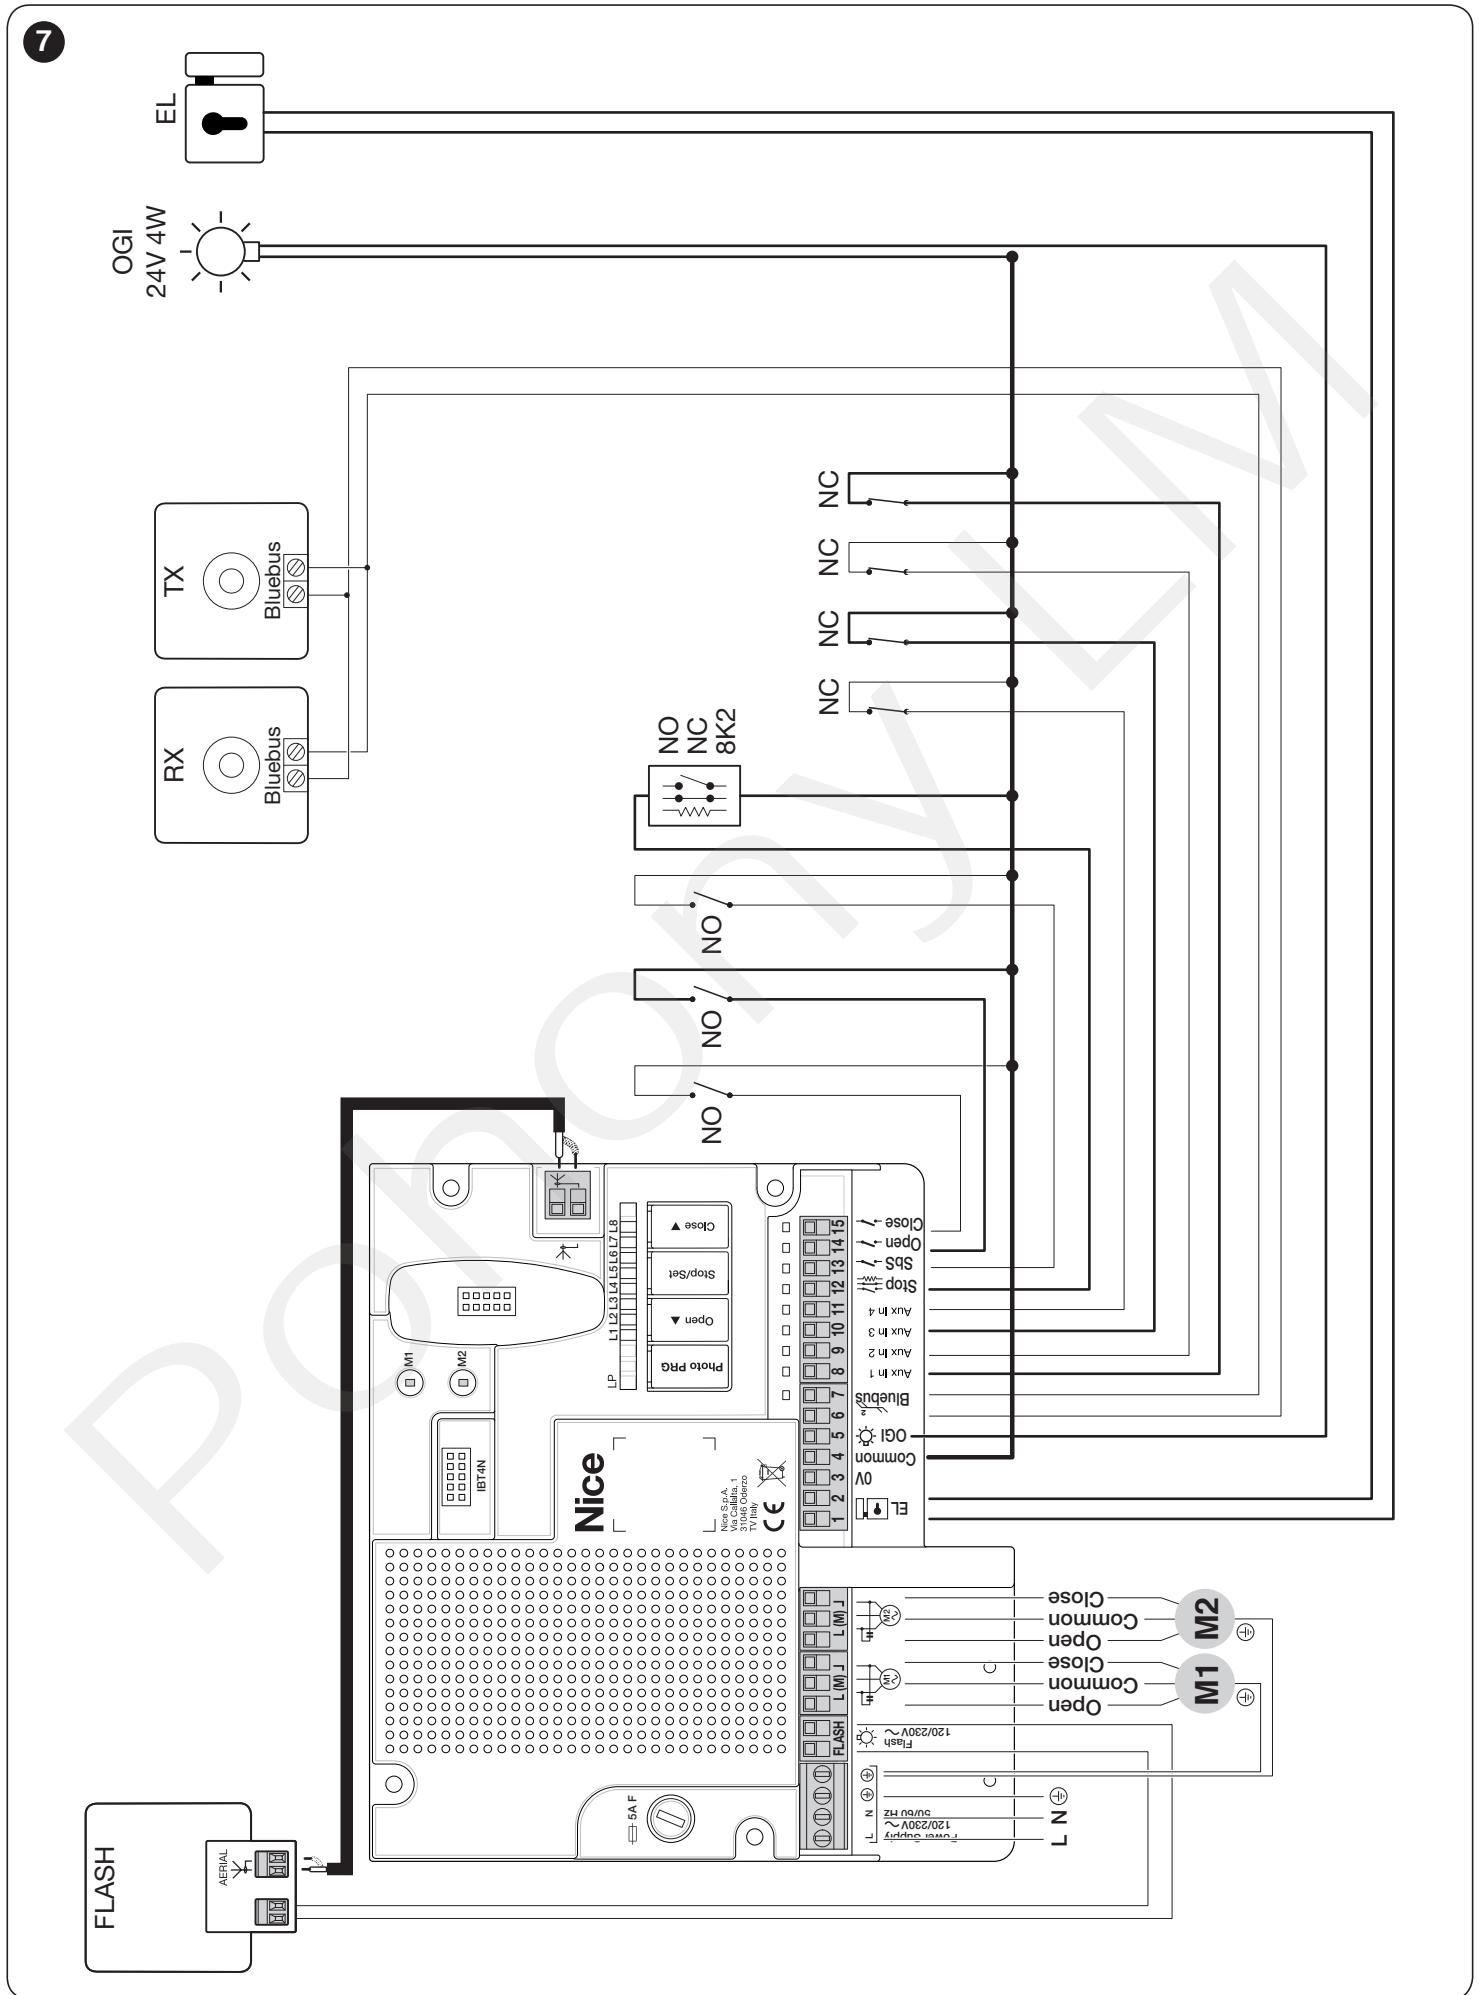 7
EL
OGI
24V 4W
TX
Bluebus
RX
Bluebus
NC
NC
NC
NC
NO
NC
8K2
NO
NO
NO
Pohony LM
M1
M2
IBT4N
LP
L1 L2 L3 L4 L5 L6 L7 L8
Photo PRG
Open ▲
Stop/Set
Close ▼
Nice
Nice S.p.A.
Via Callalta, 1
31046 Oderzo
TV Italy
CE
15 Close
14 Open
13 SbS
12 Stop
11 Aux In 4
10 Aux In 3
9 Aux In 2
8 Aux In 1
7
6
Bluebus
5 OGI
4 Common
3 0V
2
1
EL
L (M) ┘
M2
Close
Common
Open
M2
L (M) ┘
M1
Close
Common
Open
M1
FLASH
Flash
120/230V ~
5A F
L N
Power Supply
120/230V ~
50/60 Hz
L N
FLASH
AERIAL